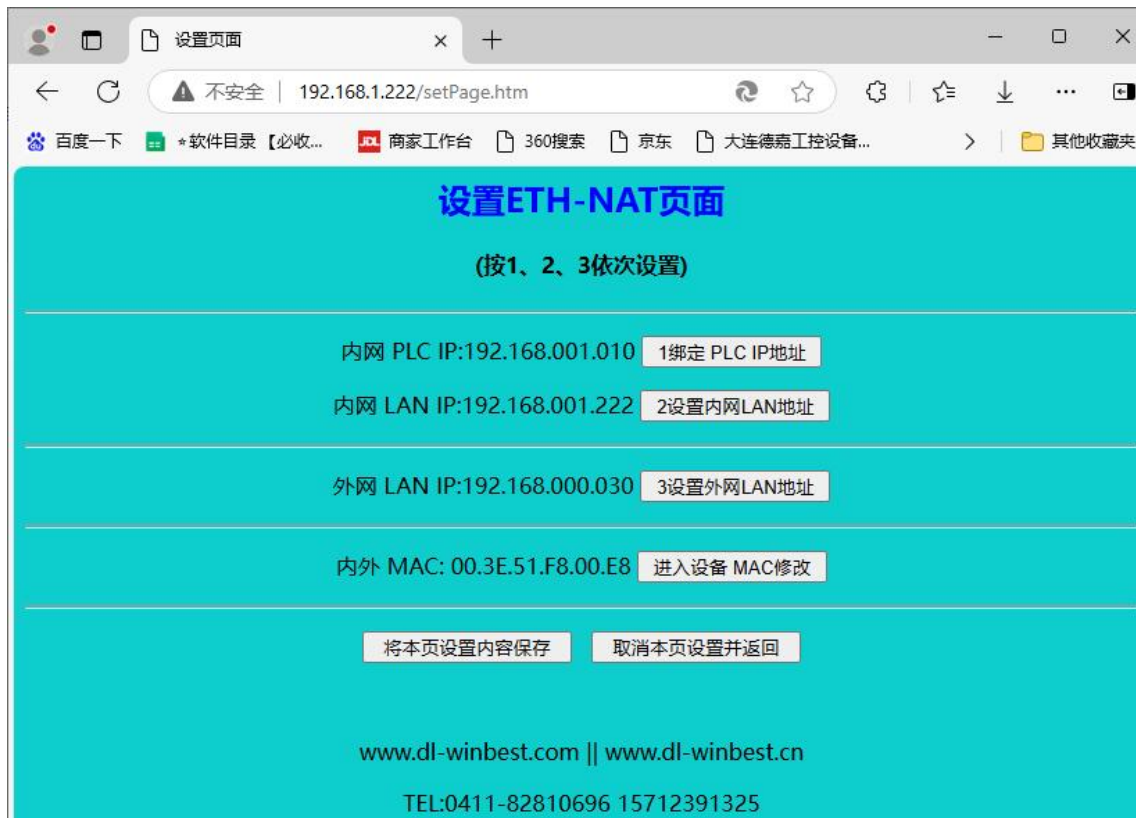 设置页面
不安全 | 192.168.1.222/setPage.htm
百度一下 *软件目录【必收... JDL 商家工作台 360搜索 京东 大连德嘉工控设备... 其他收藏夹
设置ETH-NAT页面
(按1、2、3依次设置)
内网 PLC IP:192.168.001.010 1绑定 PLC IP地址
内网 LAN IP:192.168.001.222 2设置内网LAN地址
外网 LAN IP:192.168.000.030 3设置外网LAN地址
内外 MAC: 00.3E.51.F8.00.E8 进入设备 MAC修改
将本页设置内容保存 取消本页设置并返回
www.dl-winbest.com || www.dl-winbest.cn
TEL:0411-82810696 15712391325